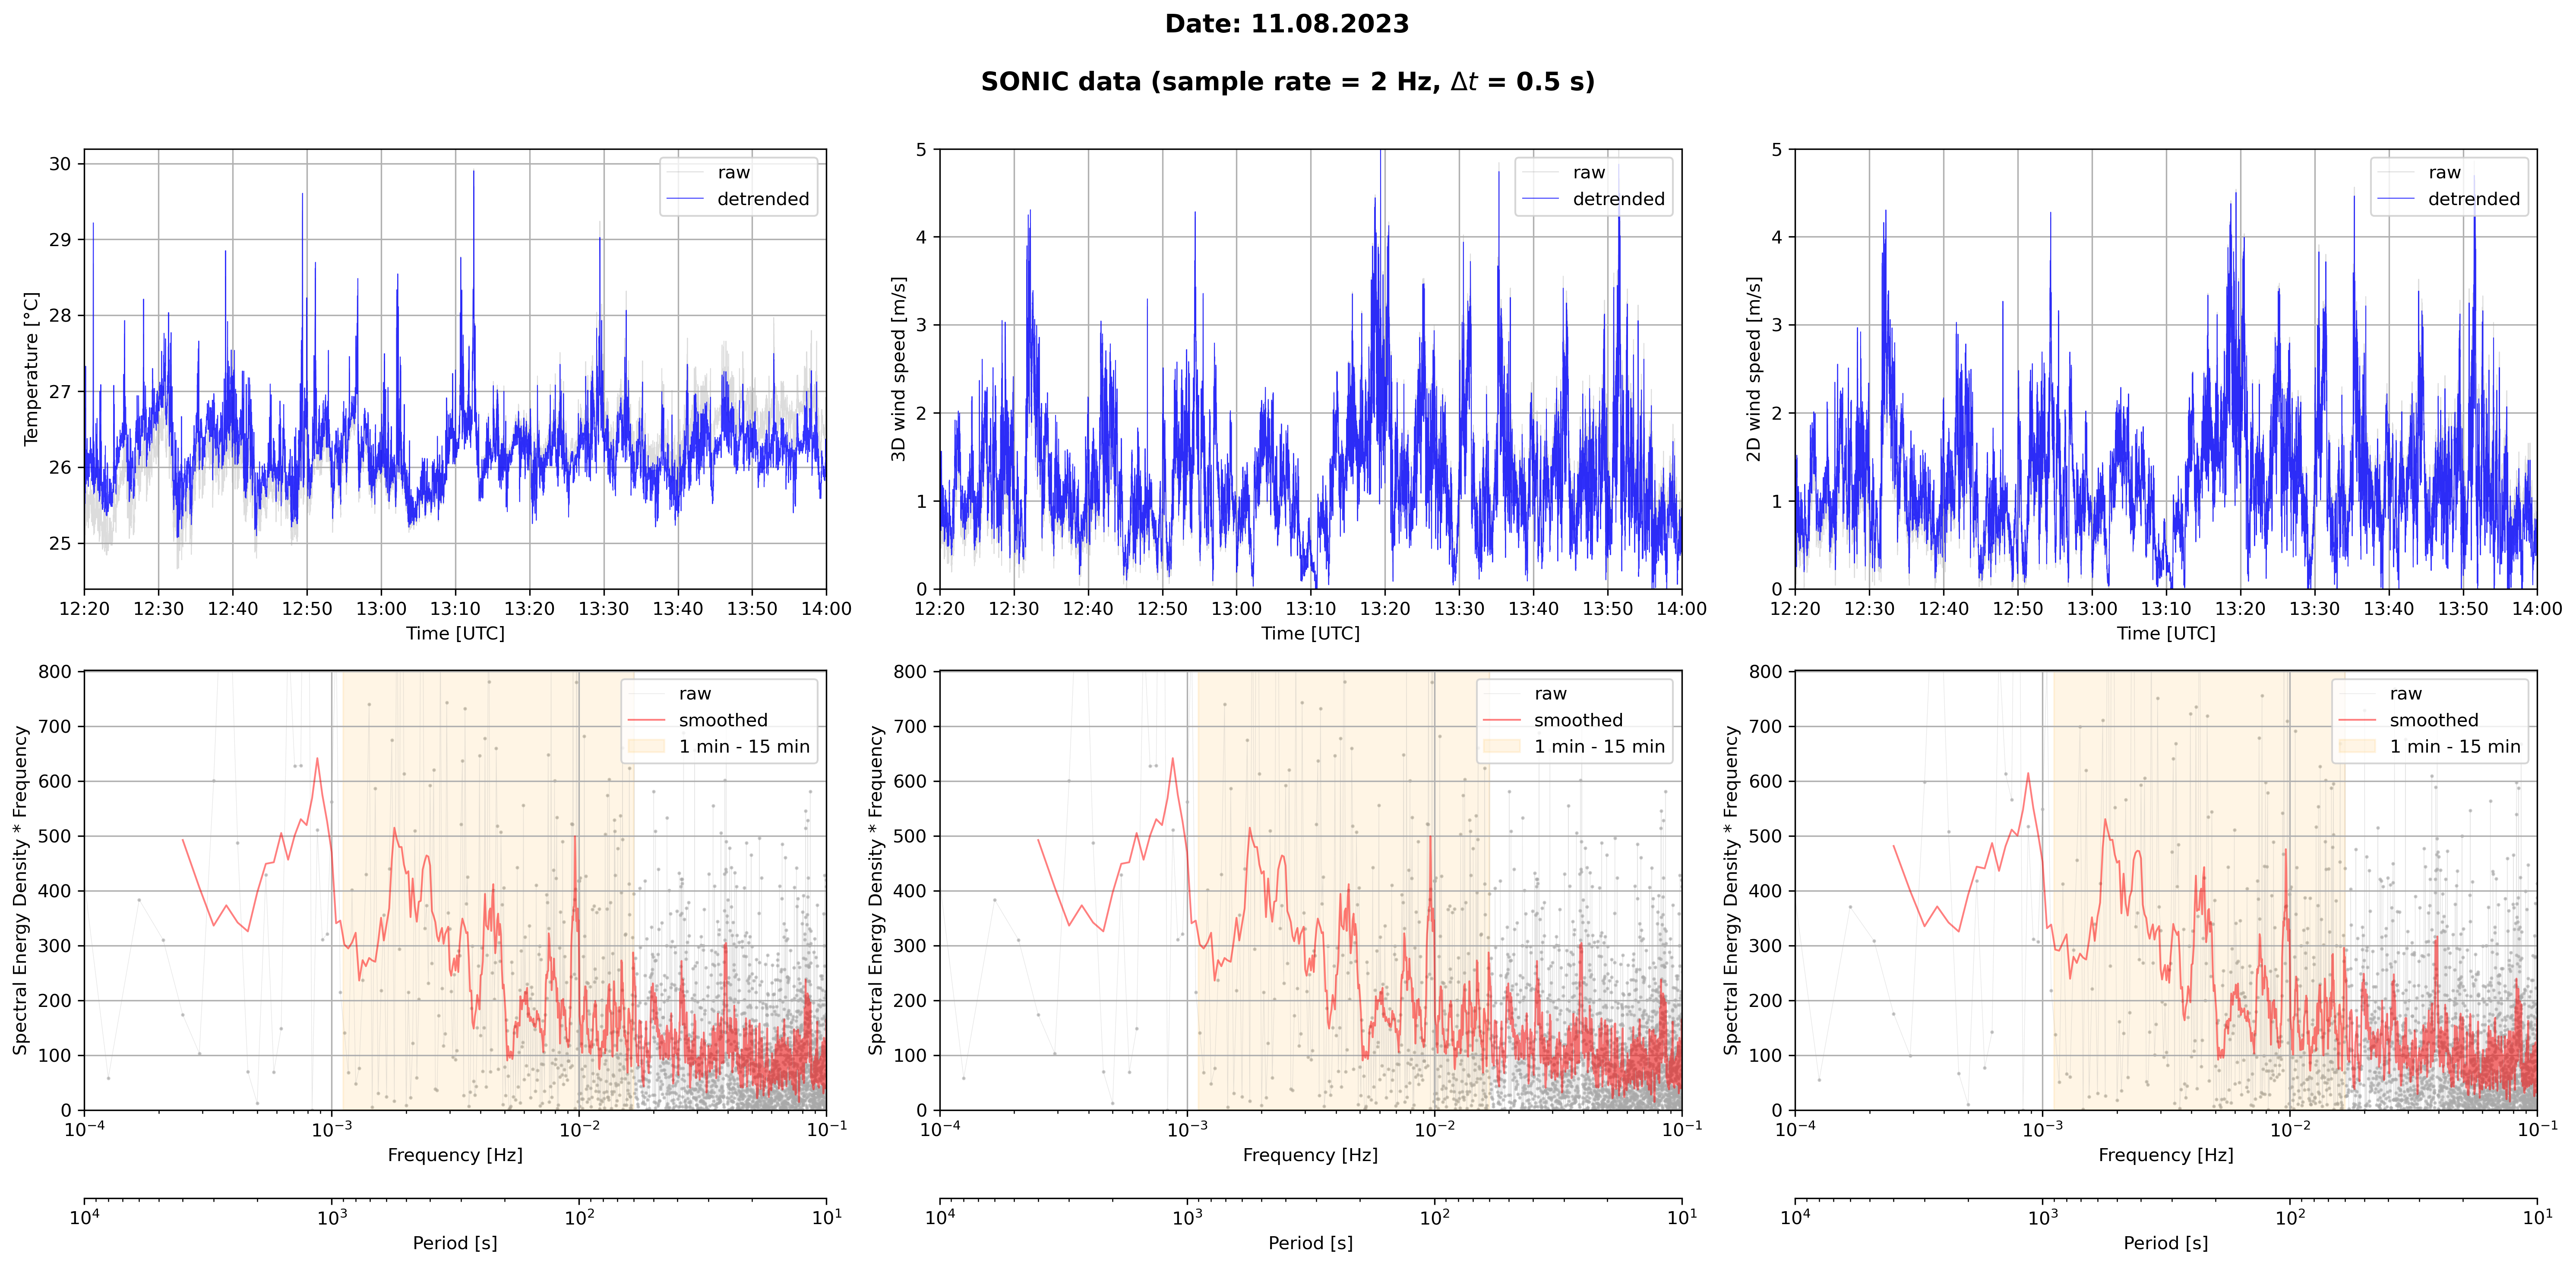 Date: 11.08.2023
SONIC data (sample rate = 2 Hz, Δt = 0.5 s)
Temperature [°C]
30
29
28
27
26
25
raw
detrended
12:20 12:30 12:40 12:50 13:00 13:10 13:20 13:30 13:40 13:50 14:00
Time [UTC]
3D wind speed [m/s]
5
4
3
2
1
0
raw
detrended
12:20 12:30 12:40 12:50 13:00 13:10 13:20 13:30 13:40 13:50 14:00
Time [UTC]
2D wind speed [m/s]
5
4
3
2
1
0
raw
detrended
12:20 12:30 12:40 12:50 13:00 13:10 13:20 13:30 13:40 13:50 14:00
Time [UTC]
Spectral Energy Density * Frequency
800
700
600
500
400
300
200
100
0
raw
smoothed
1 min - 15 min
10⁻⁴ 10⁻³ 10⁻² 10⁻¹
Frequency [Hz]
10⁴ 10³ 10² 10¹
Period [s]
Spectral Energy Density * Frequency
800
700
600
500
400
300
200
100
0
raw
smoothed
1 min - 15 min
10⁻⁴ 10⁻³ 10⁻² 10⁻¹
Frequency [Hz]
10⁴ 10³ 10² 10¹
Period [s]
Spectral Energy Density * Frequency
800
700
600
500
400
300
200
100
0
raw
smoothed
1 min - 15 min
10⁻⁴ 10⁻³ 10⁻² 10⁻¹
Frequency [Hz]
10⁴ 10³ 10² 10¹
Period [s]